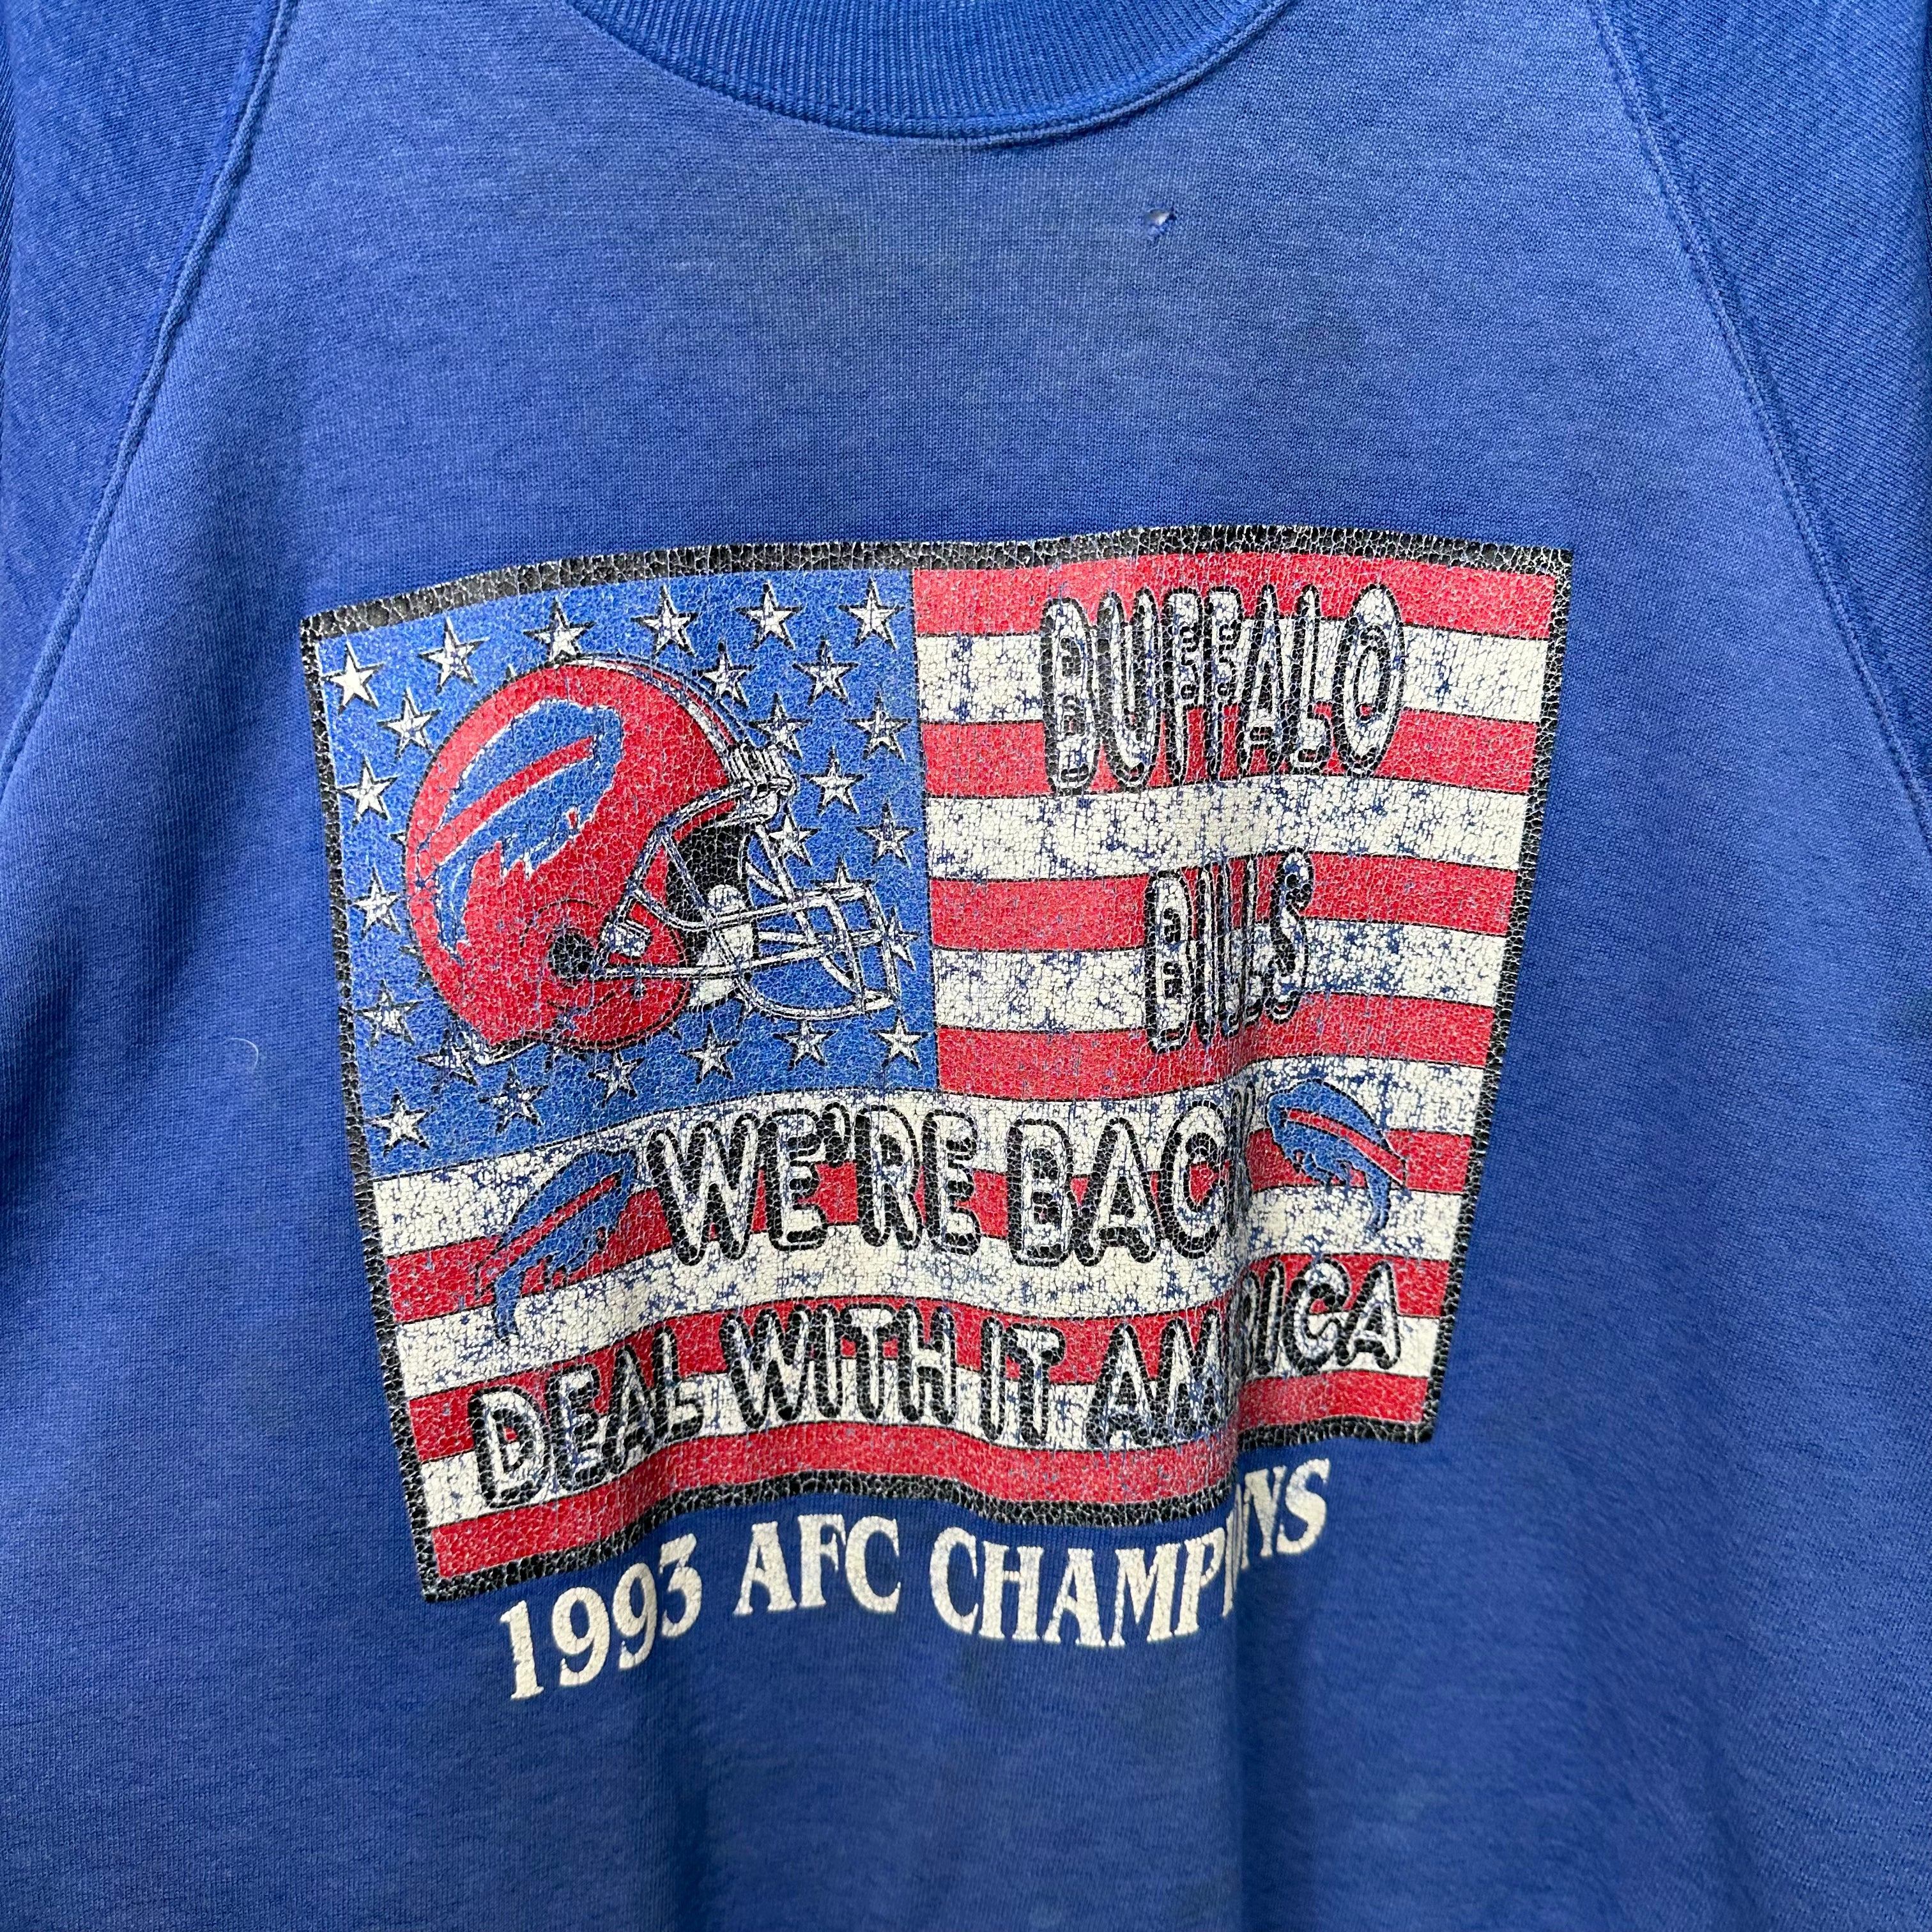 BUFFALO
BILLS
WE'RE BACK
DEAL WITH IT AMERICA
1993 AFC CHAMPIONS